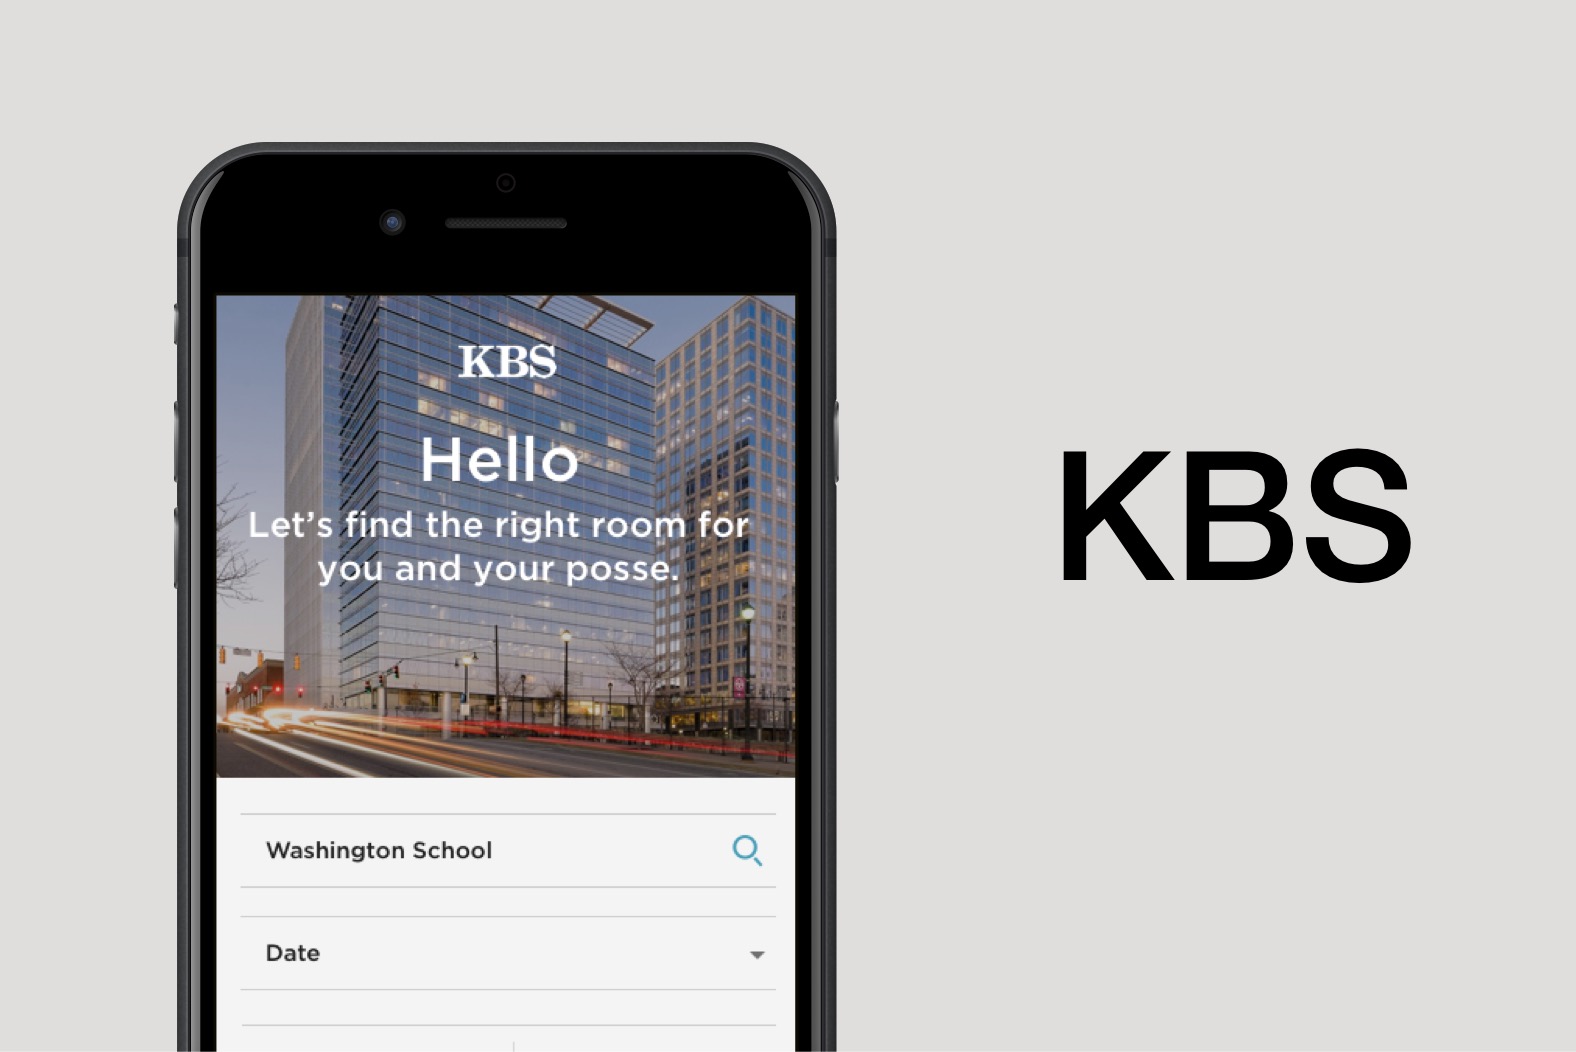 KBS
Hello
Let’s find the right room for
you and your posse.
Washington School
Date
KBS